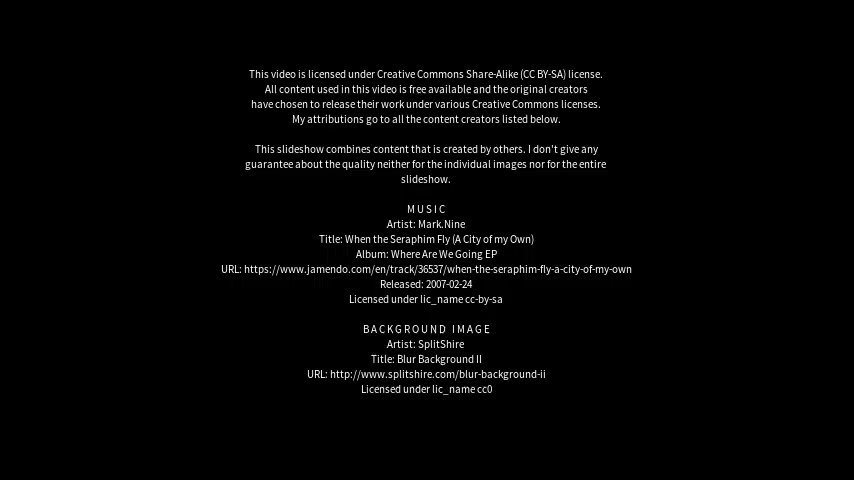 This video is licensed under Creative Commons Share-Alike (CC BY-SA) license.
All content used in this video is free available and the original creators
have chosen to release their work under various Creative Commons licenses.
My attributions go to all the content creators listed below.
This slideshow combines content that is created by others. I don't give any
guarantee about the quality neither for the individual images nor for the entire
slideshow.
MUSIC
Artist: Mark.Nine
Title: When the Seraphim Fly (A City of my Own)
Album: Where Are We Going EP
URL: https://www.jamendo.com/en/track/36537/when-the-seraphim-fly-a-city-of-my-own
Released: 2007-02-24
Licensed under lic_name cc-by-sa
BACKGROUND IMAGE
Artist: SplitShire
Title: Blur Background II
URL: http://www.splitshire.com/blur-background-ii
Licensed under lic_name cc0